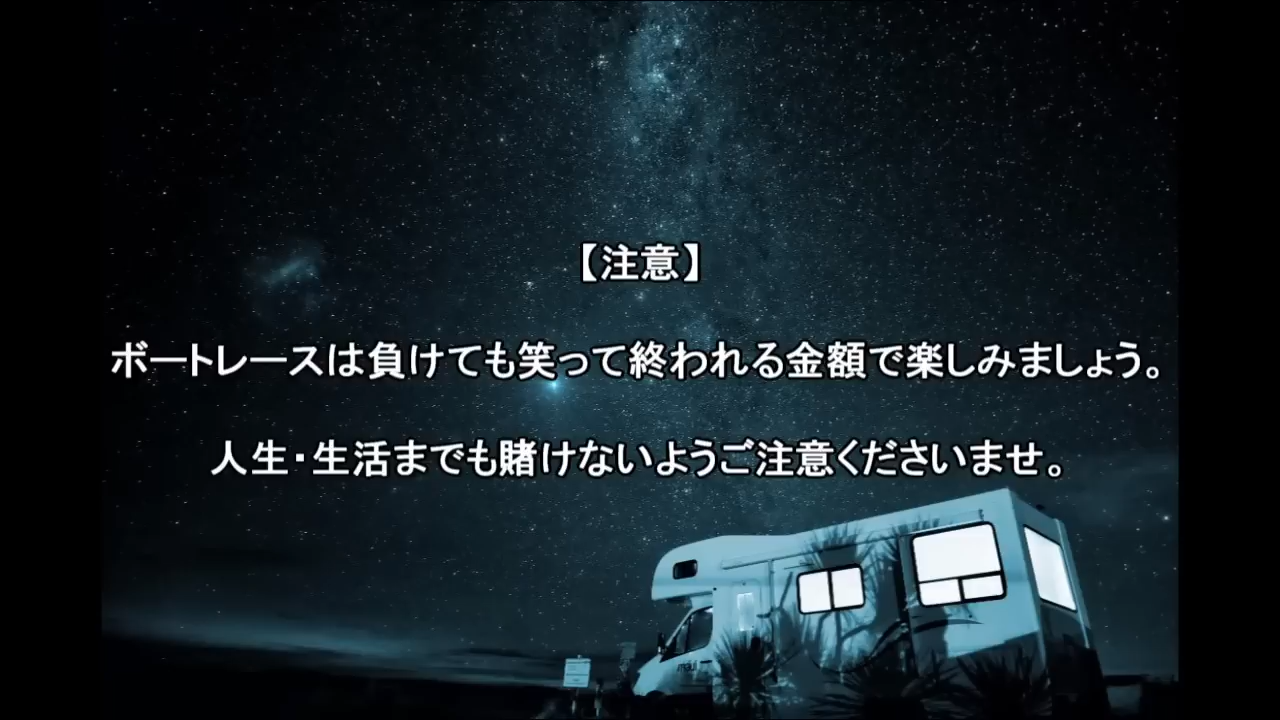 【注意】
ボートレースは負けても笑って終われる金額で楽しみましょう。
人生・生活までも賭けないようご注意くださいませ。
maui